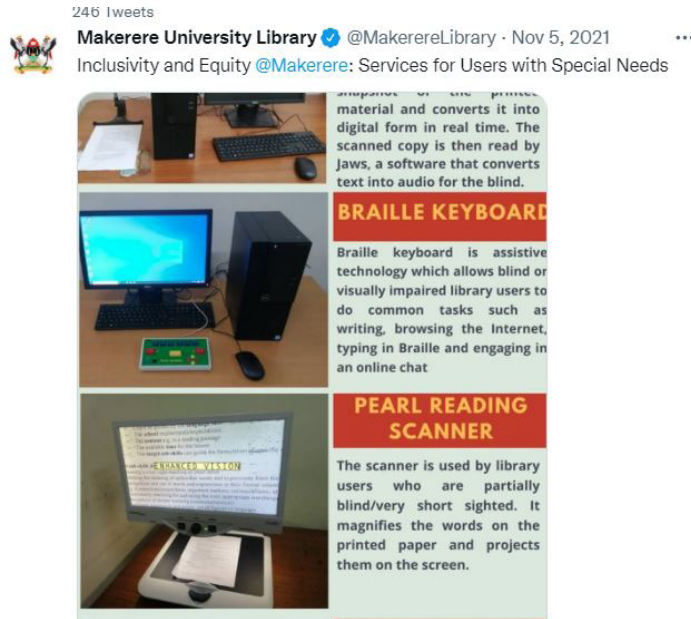 246 Tweets
Makerere University Library @MakerereLibrary · Nov 5, 2021
Inclusivity and Equity @Makerere: Services for Users with Special Needs
snapshot of the printed
material and converts it into
digital form in real time. The
scanned copy is then read by
Jaws, a software that converts
text into audio for the blind.
BRAILLE KEYBOARD
Braille keyboard is assistive
technology which allows blind or
visually impaired library users to
do common tasks such as
writing, browsing the Internet,
typing in Braille and engaging in
an online chat
PEARL READING
SCANNER
ENHANCED VISION
The scanner is used by library
users who are partially
blind/very short sighted. It
magnifies the words on the
printed paper and projects
them on the screen.